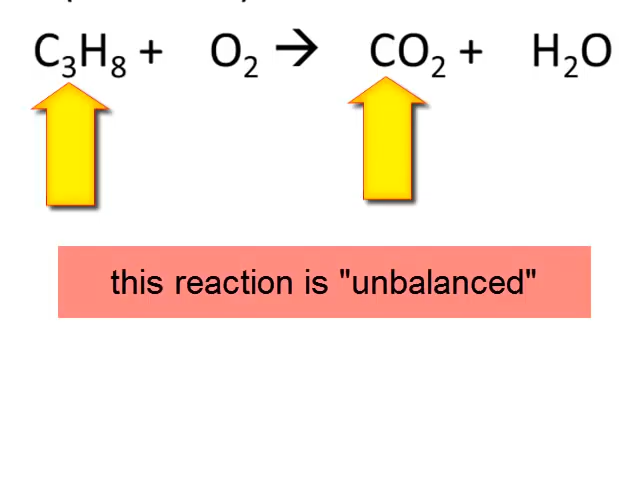 C₃H₈ + O₂ → CO₂ + H₂O
this reaction is "unbalanced"